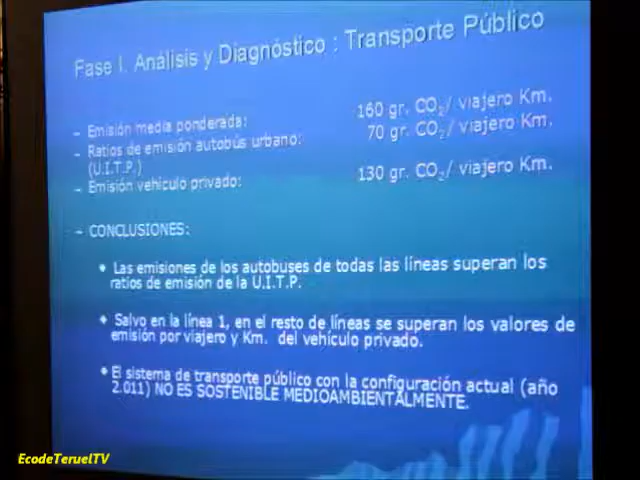 Fase I. Análisis y Diagnóstico : Transporte Público
- Emisión media ponderada: 160 gr. CO2/ viajero Km.
- Ratios de emisión autobús urbano: 70 gr. CO2/ viajero Km.
(U.I.T.P.)
- Emisión vehículo privado: 130 gr. CO2/ viajero Km.
- CONCLUSIONES:
• Las emisiones de los autobuses de todas las líneas superan los
ratios de emisión de la U.I.T.P.
• Salvo en la línea 1, en el resto de líneas se superan los valores de
emisión por viajero y Km. del vehículo privado.
• El sistema de transporte público con la configuración actual (año
2.011) NO ES SOSTENIBLE MEDIOAMBIENTALMENTE.
EcodeTeruelTV